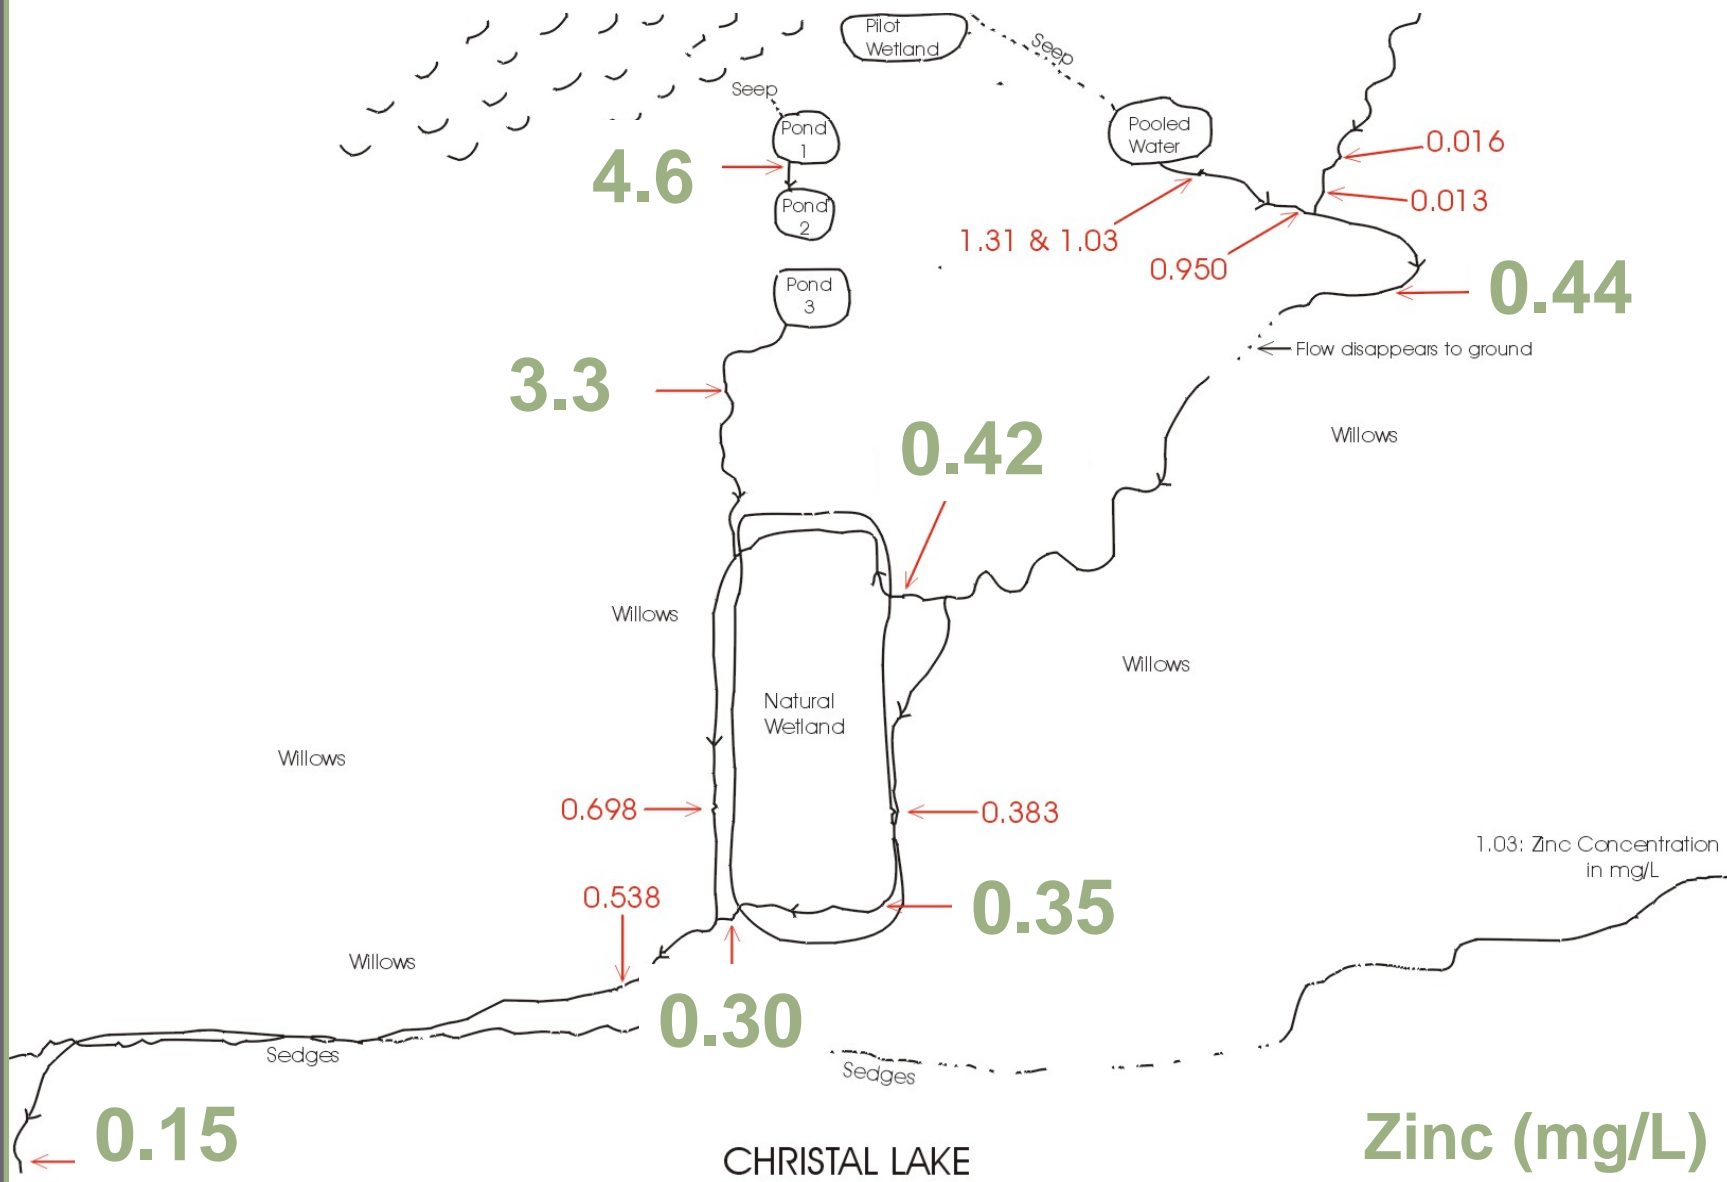 Pilot
Wetland
Seep
Seep
Pond
1
Pooled
Water
0.016
4.6
0.013
Pond
2
1.31 & 1.03
0.950
0.44
Pond
3
Flow disappears to ground
3.3
0.42
Willows
Willows
Willows
Natural
Wetland
Willows
0.698
0.383
1.03: Zinc Concentration
in mg/L
0.538
0.35
Willows
0.30
Sedges
Sedges
0.15
Zinc (mg/L)
CHRISTAL LAKE